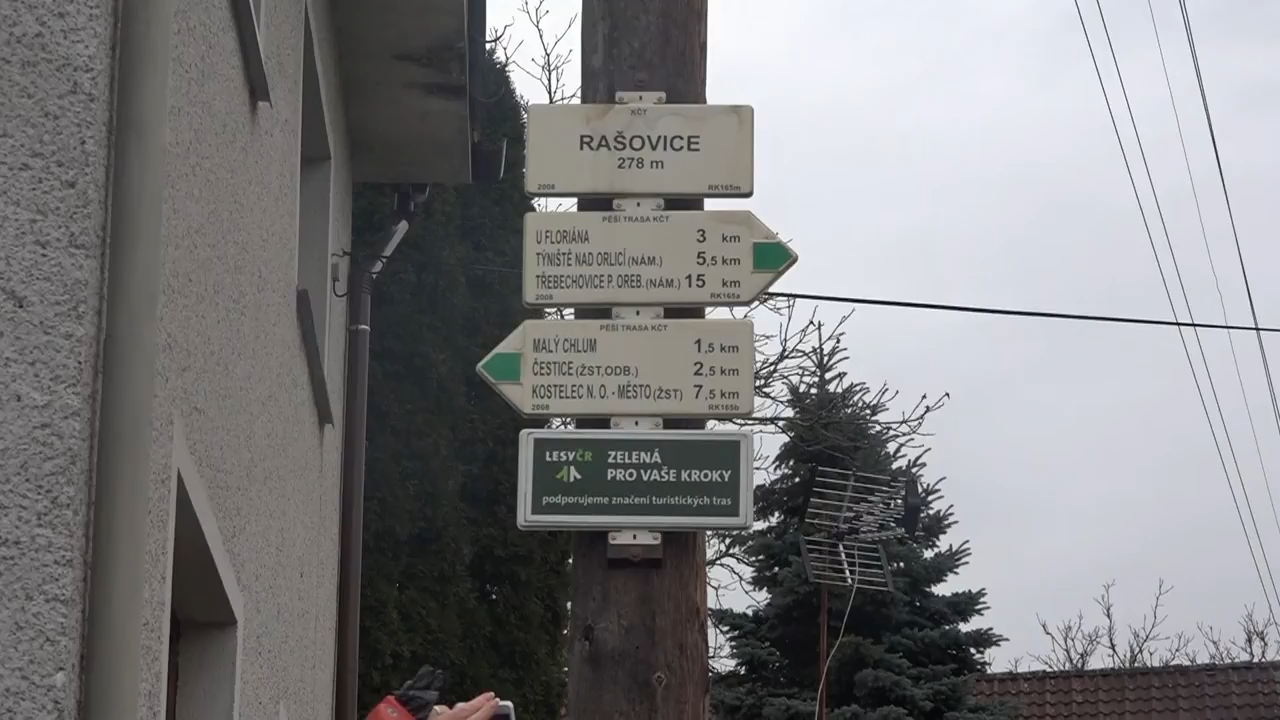 KČT
RAŠOVICE
278 m
2008 RK165m
PĚŠÍ TRASA KČT
U FLORIÁNA 3 km
TÝNIŠTĚ NAD ORLICÍ (NÁM.) 5,5 km
TŘEBECHOVICE P. OREB. (NÁM.) 15 km
2008 RK165a
PĚŠÍ TRASA KČT
MALÝ CHLUM 1,5 km
ČESTICE (ŽST,ODB.) 2,5 km
KOSTELEC N. O. - MĚSTO (ŽST) 7,5 km
2008 RK165b
LESY ČR ZELENÁ
PRO VAŠE KROKY
podporujeme značení turistických tras